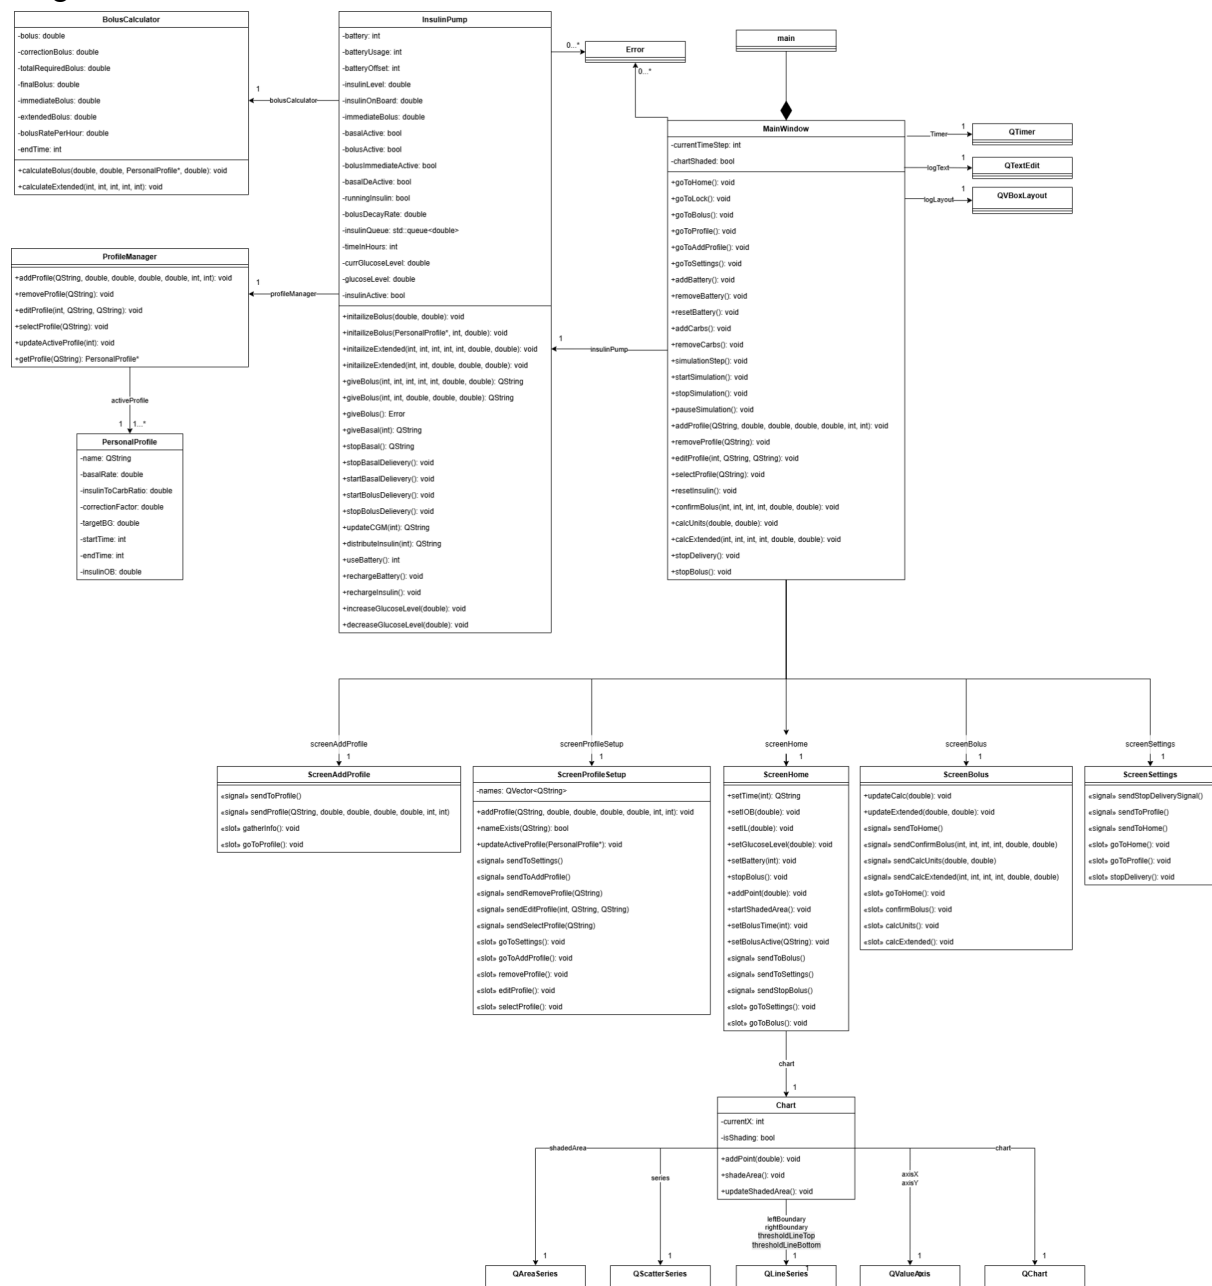 BolusCalculator
-bolus: double
-correctionBolus: double
-totalRequiredBolus: double
-finalBolus: double
-immediateBolus: double
-extendedBolus: double
-bolusRatePerHour: double
-endTime: int
+calculateBolus(double, double, PersonalProfile*, double): void
+calculateExtended(int, int, int, int, int): void
1
bolusCalculator
InsulinPump
-battery: int
-batteryUsage: int
-batteryOffset: int
-insulinLevel: double
-insulinOnBoard: double
-immediateBolus: double
-basalActive: bool
-bolusActive: bool
-bolusImmediateActive: bool
-basalDeActive: bool
-runningInsulin: bool
-bolusDecayRate: double
-insulinQueue: std::queue<double>
-timeInHours: int
-currGlucoseLevel: double
-glucoseLevel: double
-insulinActive: bool
+initailizeBolus(double, double): void
+initailizeBolus(PersonalProfile*, int, double): void
+initailizeExtended(int, int, int, int, int, double, double): void
+initailizeExtended(int, int, double, double, double): void
+giveBolus(int, int, int, int, int, double, double): QString
+giveBolus(int, int, double, double, double): QString
+giveBolus(): Error
+giveBasal(int): QString
+stopBasal(): QString
+stopBasalDelievery(): void
+startBasalDelievery(): void
+startBolusDelievery(): void
+stopBolusDelievery(): void
+updateCGM(int): QString
+distributeInsulin(int): QString
+useBattery(): int
+rechargeBattery(): void
+rechargeInsulin(): void
+increaseGlucoseLevel(double): void
+decreaseGlucoseLevel(double): void
0...*
Error
0...*
main
MainWindow
-currentTimeStep: int
-chartShaded: bool
+goToHome(): void
+goToLock(): void
+goToBolus(): void
+goToProfile(): void
+goToAddProfile(): void
+goToSettings(): void
+addBattery(): void
+removeBattery(): void
+resetBattery(): void
+addCarbs(): void
+removeCarbs(): void
+simulationStep(): void
+startSimulation(): void
+stopSimulation(): void
+pauseSimulation(): void
+addProfile(QString, double, double, double, double, int, int): void
+removeProfile(QString): void
+editProfile(int, QString, QString): void
+selectProfile(QString): void
+resetInsulin(): void
+confirmBolus(int, int, int, int, double, double): void
+calcUnits(double, double): void
+calcExtended(int, int, int, int, double, double): void
+stopDelivery(): void
+stopBolus(): void
Timer
1
QTimer
logText
1
QTextEdit
logLayout
1
QVBoxLayout
1
insulinPump
ProfileManager
+addProfile(QString, double, double, double, double, int, int): void
+removeProfile(QString): void
+editProfile(int, QString, QString): void
+selectProfile(QString): void
+updateActiveProfile(int): void
+getProfile(QString): PersonalProfile*
1
profileManager
activeProfile
1
1...*
PersonalProfile
-name: QString
-basalRate: double
-insulinToCarbRatio: double
-correctionFactor: double
-targetBG: double
-startTime: int
-endTime: int
-insulinOB: double
screenAddProfile
1
ScreenAddProfile
«signal» sendToProfile()
«signal» sendProfile(QString, double, double, double, double, int, int)
«slot» gatherInfo(): void
«slot» goToProfile(): void
screenProfileSetup
1
ScreenProfileSetup
-names: QVector<QString>
+addProfile(QString, double, double, double, double, int, int): void
+nameExists(QString): bool
+updateActiveProfile(PersonalProfile*): void
«signal» sendToSettings()
«signal» sendToAddProfile()
«signal» sendRemoveProfile(QString)
«signal» sendEditProfile(int, QString, QString)
«signal» sendSelectProfile(QString)
«slot» goToSettings(): void
«slot» goToAddProfile(): void
«slot» removeProfile(): void
«slot» editProfile(): void
«slot» selectProfile(): void
screenHome
1
ScreenHome
+setTime(int): QString
+setIOB(double): void
+setIL(double): void
+setGlucoseLevel(double): void
+setBattery(int): void
+stopBolus(): void
+addPoint(double): void
+startShadedArea(): void
+setBolusTime(int): void
+setBolusActive(QString): void
«signal» sendToBolus()
«signal» sendToSettings()
«signal» sendStopBolus()
«slot» goToSettings(): void
«slot» goToBolus(): void
screenBolus
1
ScreenBolus
+updateCalc(double): void
+updateExtended(double, double): void
«signal» sendToHome()
«signal» sendConfirmBolus(int, int, int, int, double, double)
«signal» sendCalcUnits(double, double)
«signal» sendCalcExtended(int, int, int, int, double, double)
«slot» goToHome(): void
«slot» confirmBolus(): void
«slot» calcUnits(): void
«slot» calcExtended(): void
screenSettings
1
ScreenSettings
«signal» sendStopDeliverySignal()
«signal» sendToProfile()
«signal» sendToHome()
«slot» goToHome(): void
«slot» goToProfile(): void
«slot» stopDelivery(): void
chart
1
Chart
-currentX: int
-isShading: bool
+addPoint(double): void
+shadeArea(): void
+updateShadedArea(): void
shadedArea
1
QAreaSeries
series
1
QScatterSeries
leftBoundary
rightBoundary
thresholdLineTop
thresholdLineBottom
1
QLineSeries
1
axisX
axisY
1
QValueAxis
chart
1
QChart